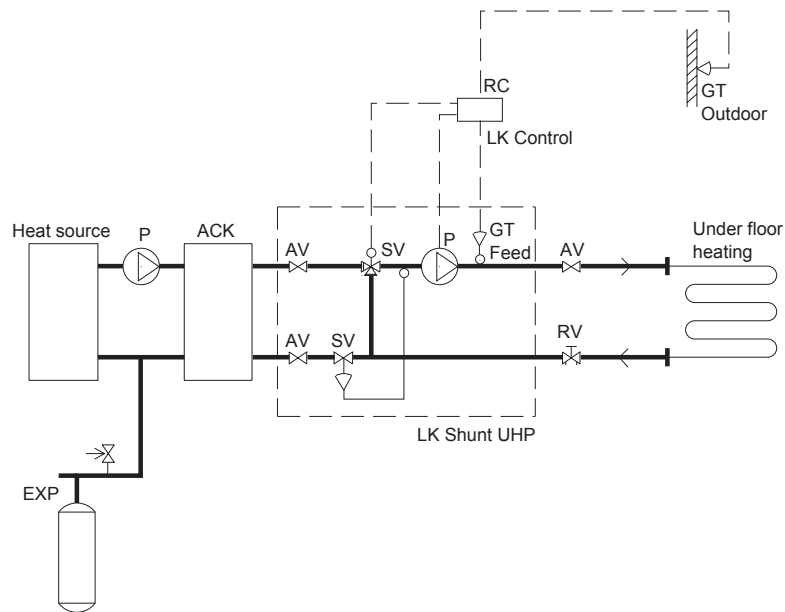 RC
LK Control
GT
Outdoor
Heat source
P
ACK
AV
SV
P
GT
Feed
AV
Under floor
heating
AV
SV
RV
LK Shunt UHP
EXP